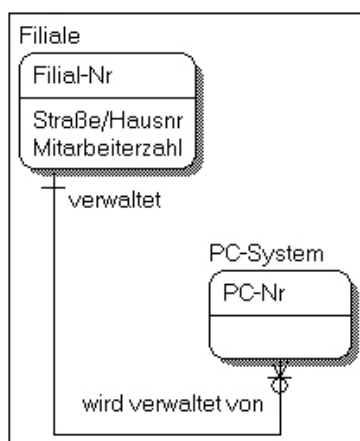 Filiale
Filial-Nr
Straße/Hausnr
Mitarbeiterzahl
verwaltet
PC-System
PC-Nr
wird verwaltet von